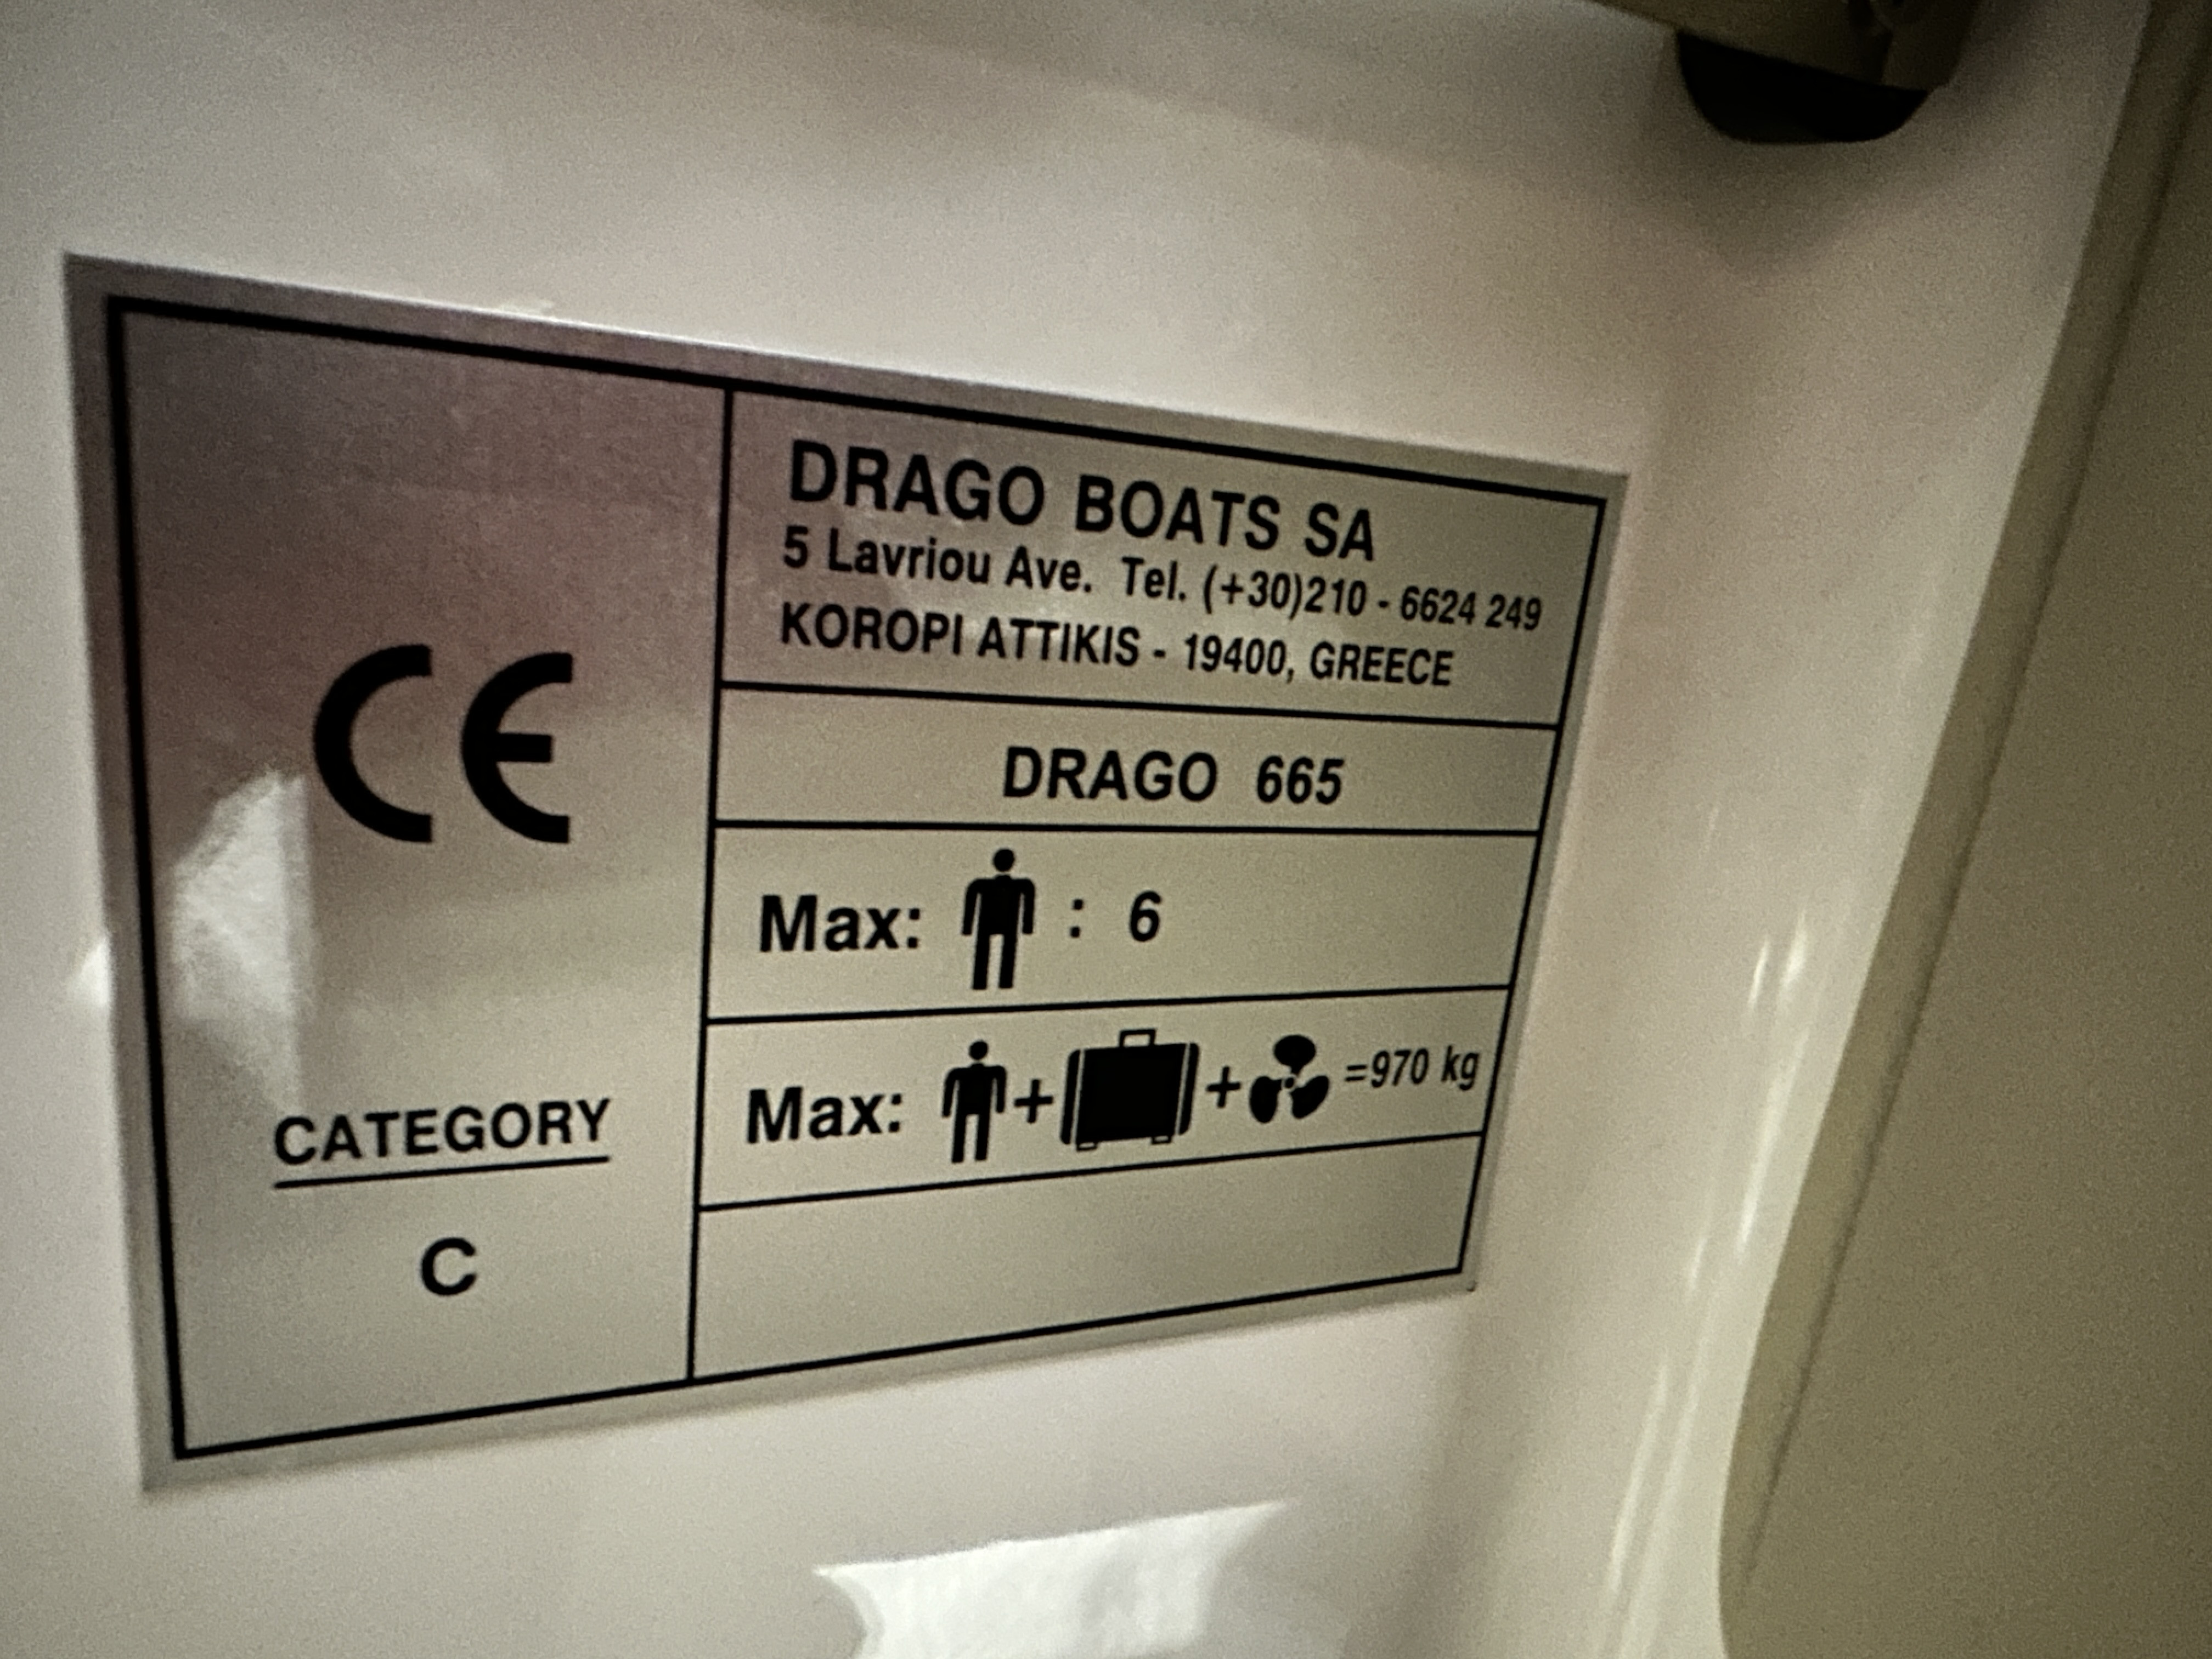 CE
CATEGORY
C
DRAGO BOATS SA
5 Lavriou Ave. Tel. (+30)210 - 6624 249
KOROPI ATTIKIS - 19400, GREECE
DRAGO 665
Max: : 6
Max: + + =970 kg